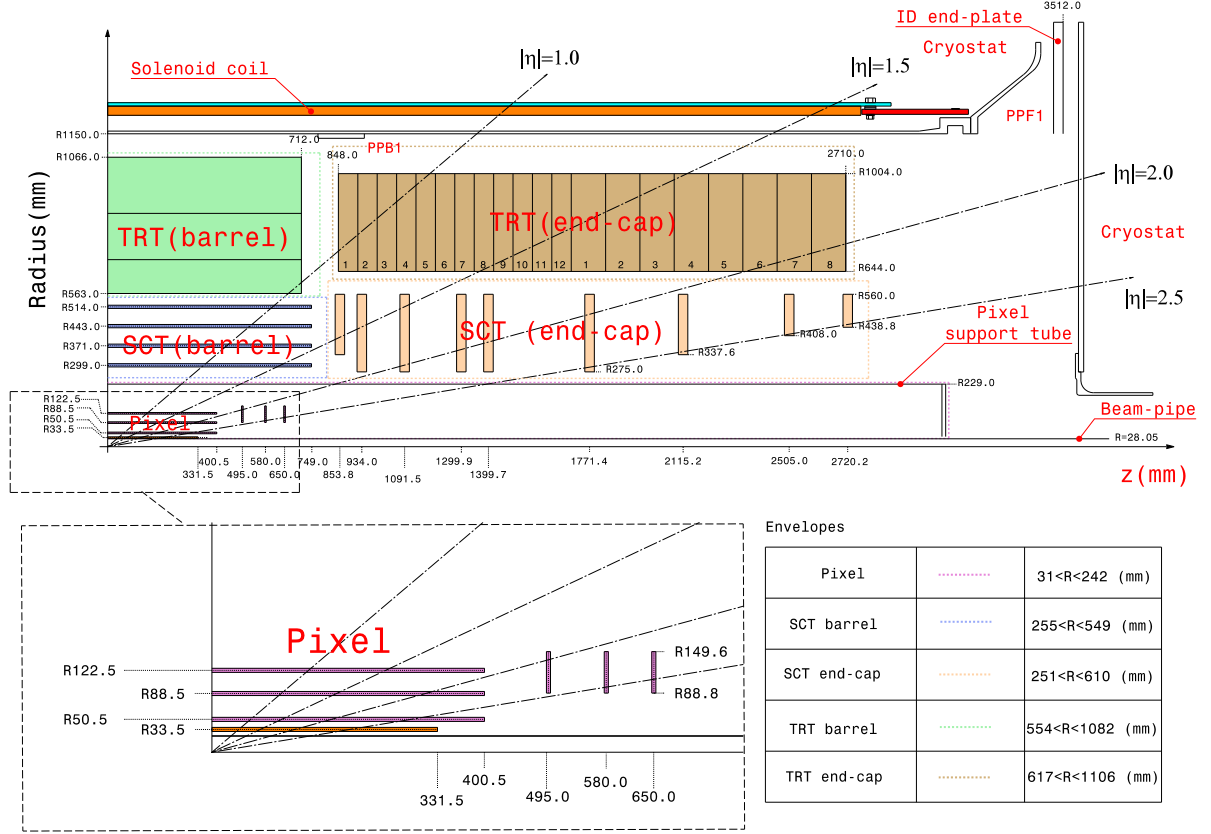 3512.0
ID end-plate
Cryostat
|η|=1.0
|η|=1.5
Solenoid coil
PPF1
R1150.0
712.0
PPB1
R1066.0
848.0
2710.0
R1004.0
|η|=2.0
Radius(mm)
TRT(barrel)
TRT(end-cap)
Cryostat
1 2 3 4 5 6 7 8 9 10 11 12 1 2 3 4 5 6 7 8
R644.0
|η|=2.5
R563.0
R514.0
R443.0
R371.0
R299.0
SCT(barrel)
SCT (end-cap)
R560.0
R438.8
R408.0
R337.6
R275.0
Pixel
support tube
R229.0
R122.5
R88.5
R50.5
R33.5
Pixel
Beam-pipe
R=28.05
400.5 580.0 749.0 934.0 1299.9 1771.4 2115.2 2505.0 2720.2
331.5 495.0 650.0 853.8 1091.5 1399.7
z(mm)
Envelopes
Pixel 31<R<242 (mm)
SCT barrel 255<R<549 (mm)
SCT end-cap 251<R<610 (mm)
TRT barrel 554<R<1082 (mm)
TRT end-cap 617<R<1106 (mm)
Pixel
R122.5
R88.5
R50.5
R33.5
R149.6
R88.8
400.5 580.0
331.5 495.0 650.0